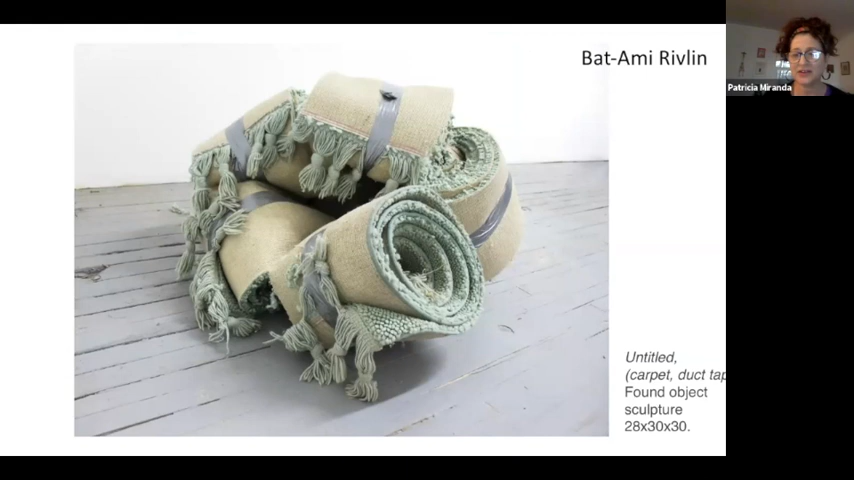 Bat-Ami Rivlin
Patricia Miranda
Untitled,
(carpet, duct tap
Found object
sculpture
28x30x30.